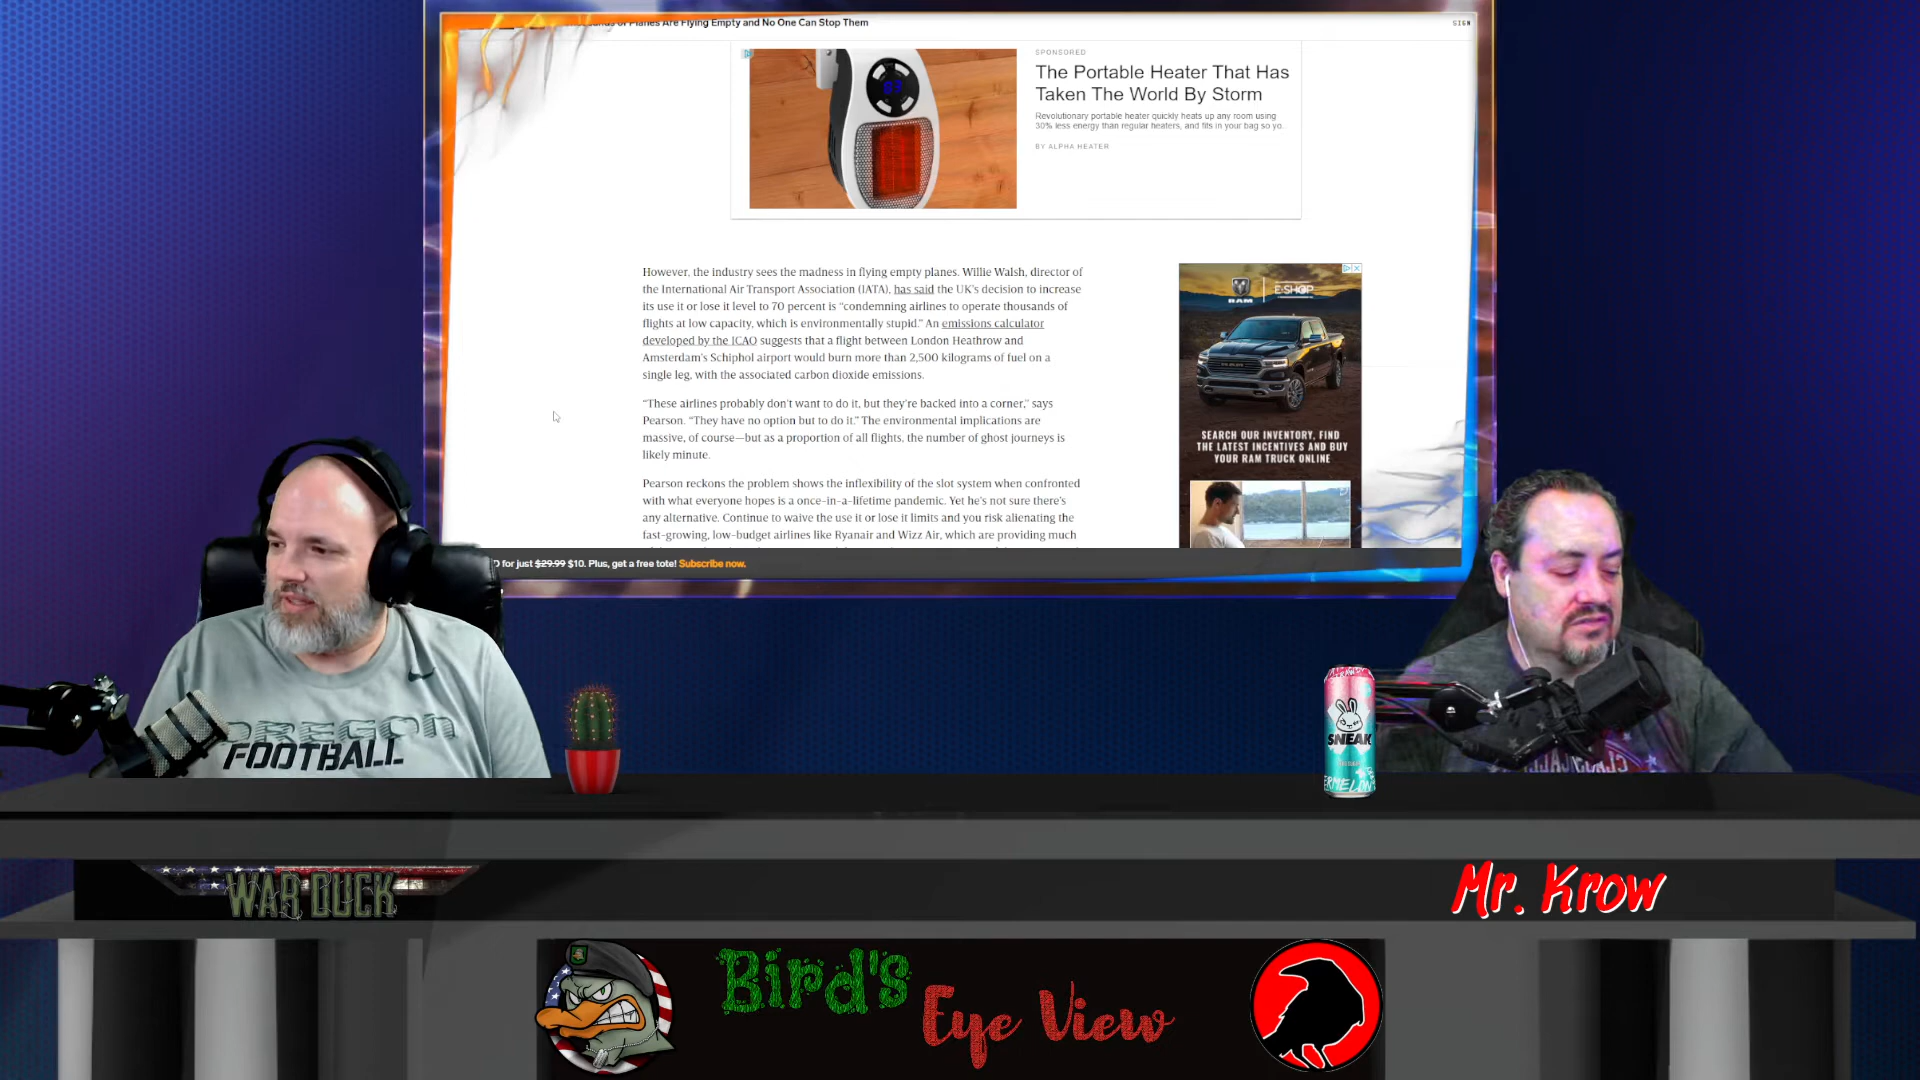 of Planes Are Flying Empty and No One Can Stop Them
SIGN
SPONSORED
The Portable Heater That Has
Taken The World By Storm
Revolutionary portable heater quickly heats up any room using
30% less energy than regular heaters, and fits in your bag so yo..
BY ALPHA HEATER
However, the industry sees the madness in flying empty planes. Willie Walsh, director of
the International Air Transport Association (IATA), has said the UK's decision to increase
its use it or lose it level to 70 percent is “condemning airlines to operate thousands of
flights at low capacity, which is environmentally stupid.” An emissions calculator
developed by the ICAO suggests that a flight between London Heathrow and
Amsterdam's Schiphol airport would burn more than 2,500 kilograms of fuel on a
single leg, with the associated carbon dioxide emissions.
“These airlines probably don't want to do it, but they're backed into a corner,” says
Pearson. “They have no option but to do it.” The environmental implications are
massive, of course—but as a proportion of all flights, the number of ghost journeys is
likely minute.
Pearson reckons the problem shows the inflexibility of the slot system when confronted
with what everyone hopes is a once-in-a-lifetime pandemic. Yet he's not sure there's
any alternative. Continue to waive the use it or lose it limits and you risk alienating the
fast-growing, low-budget airlines like Ryanair and Wizz Air, which are providing much
RAM
E-SHOP
SEARCH OUR INVENTORY, FIND
THE LATEST INCENTIVES AND BUY
YOUR RAM TRUCK ONLINE
D for just $29.99 $10. Plus, get a free tote! Subscribe now.
OREGON
FOOTBALL
SNEAK
WAR DUCK
Mr. Krow
Bird's
Eye View